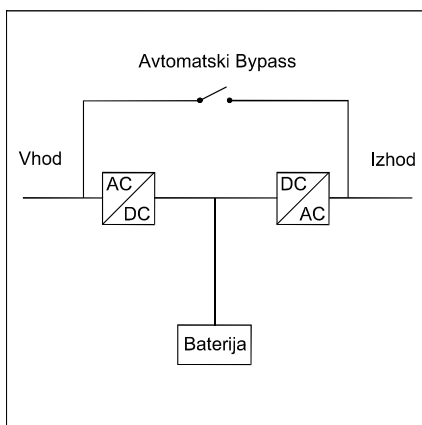 Avtomatski Bypass
Vhod
Izhod
AC
DC
DC
AC
Baterija